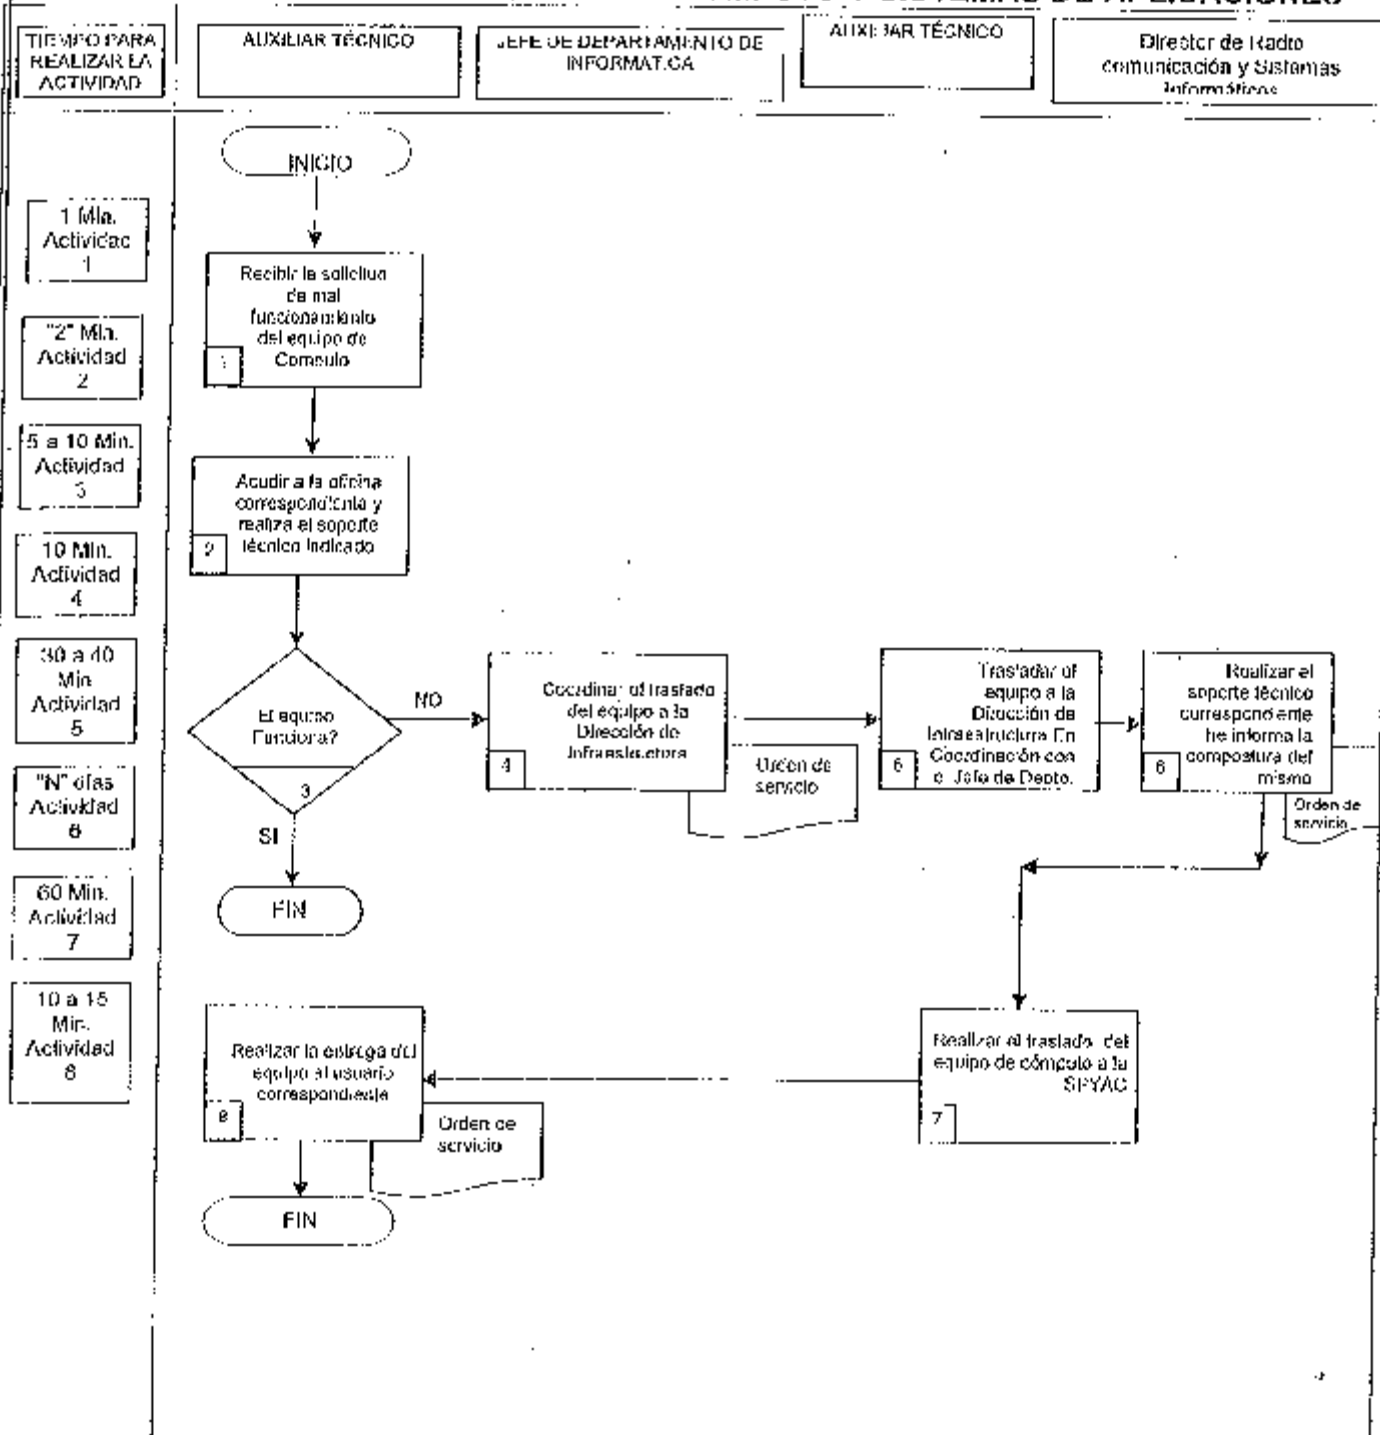 SISTEMAS DE APLICACIONES
TIEMPO PARA
REALIZAR LA
ACTIVIDAD
AUXILIAR TÉCNICO
JEFE DE DEPARTAMENTO DE
INFORMATICA
AUXILIAR TÉCNICO
Director de Radio
comunicación y Sistemas
Informáticos
INICIO
1 Min.
Actividad
1
"2" Min.
Actividad
2
5 a 10 Min.
Actividad
3
10 Min.
Actividad
4
30 a 40
Min
Actividad
5
"N" días
Actividad
6
60 Min.
Actividad
7
10 a 15
Min.
Actividad
8
Recibir la solicitud
de mal
funcionamiento
del equipo de
Computo
1
Acudir a la oficina
correspondiente y
realiza el soporte
técnico indicado
2
El equipo
Funciona?
3
NO
SI
FIN
Coordinar el traslado
del equipo a la
Dirección de
Infraestructura
4
Orden de
servicio
Trasladar el
equipo a la
Dirección de
Infraestructura En
Coordinación con
el Jefe de Depto.
5
Realizar el
soporte técnico
correspondiente
he informa la
compostura del
mismo
6
Orden de
servicio
Realizar el traslado del
equipo de cómputo a la
SPYAC
7
Realizar la entrega del
equipo al usuario
correspondiente
8
Orden de
servicio
FIN